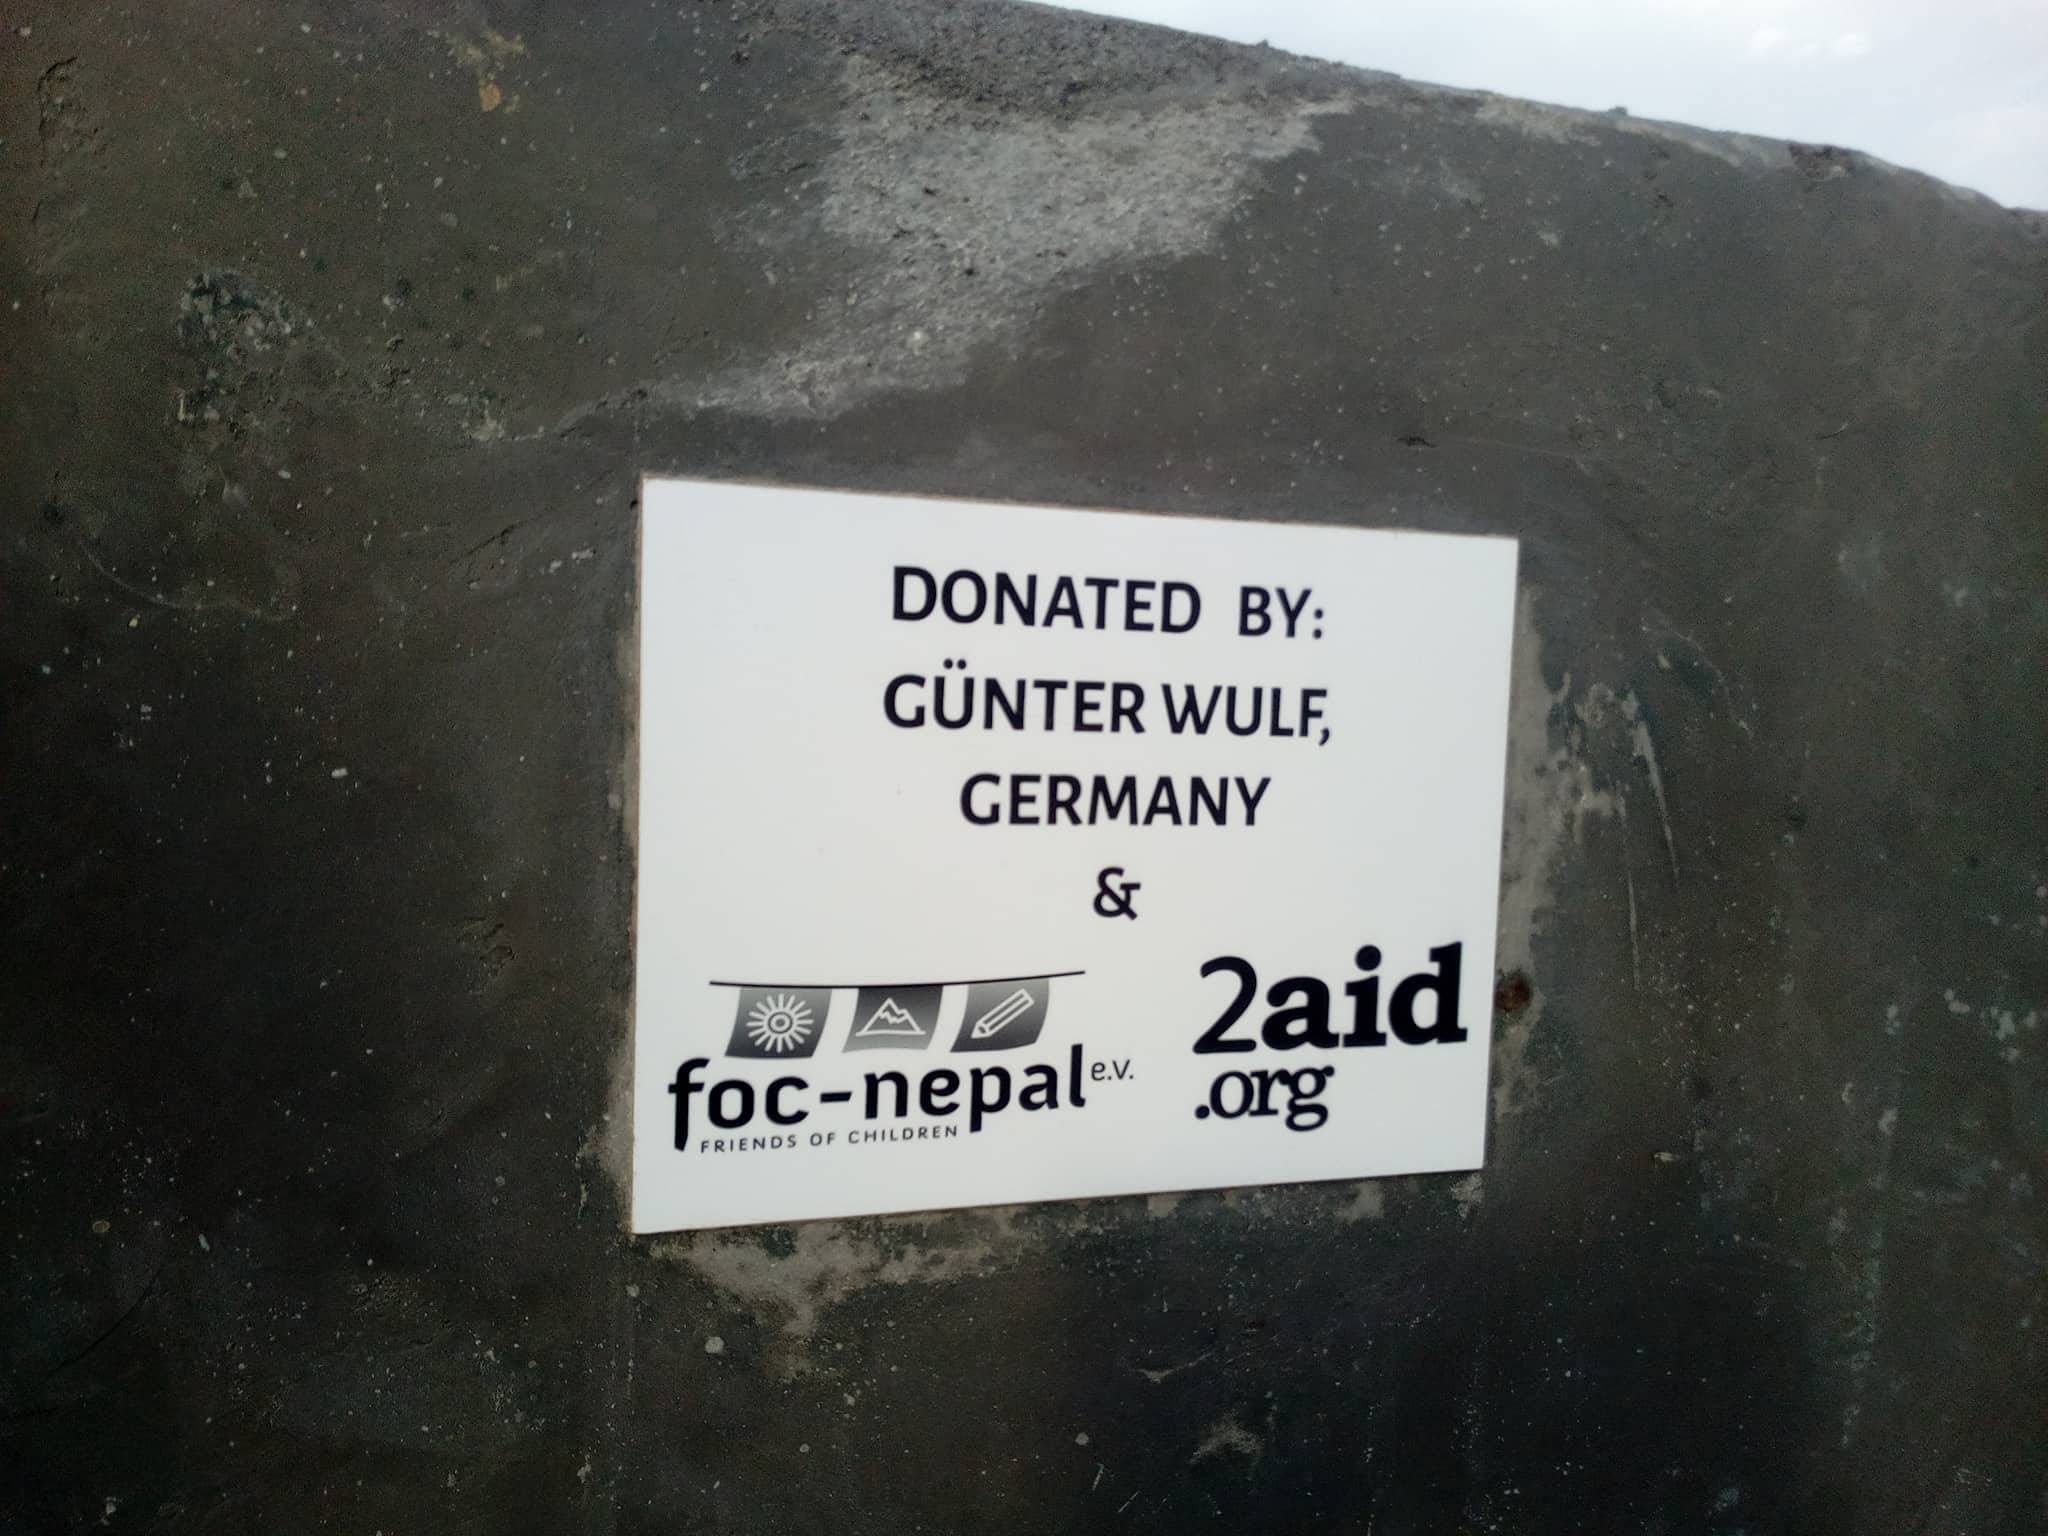 DONATED BY:
GÜNTER WULF,
GERMANY
&
foc-nepal e.v.
FRIENDS OF CHILDREN
2aid
.org